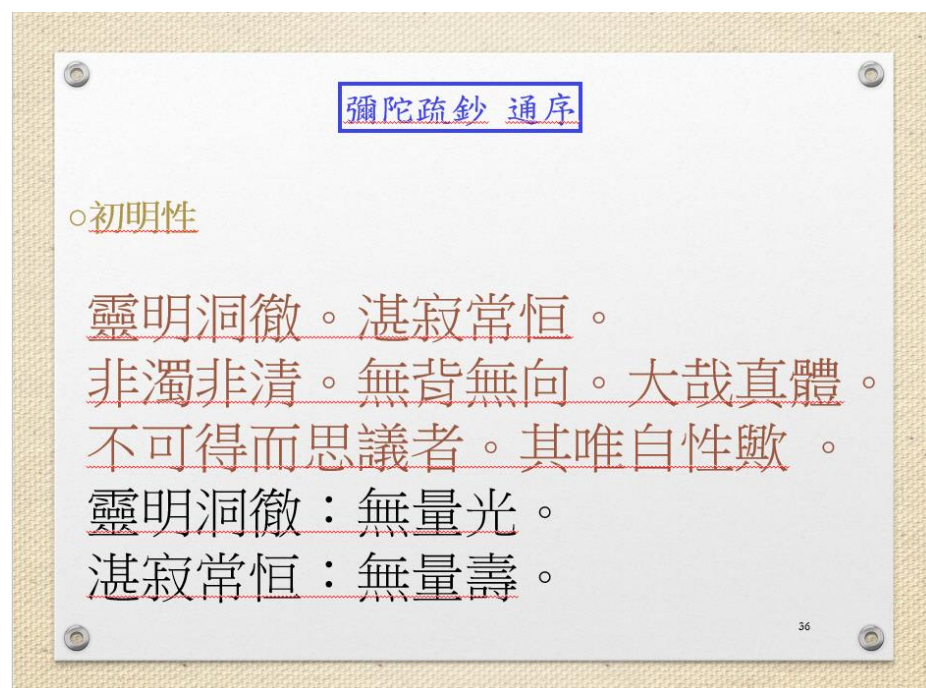 彌陀疏鈔 通序
○初明性
靈明洞徹。湛寂常恒。
非濁非清。無背無向。大哉真體。
不可得而思議者。其唯自性歟 。
靈明洞徹：無量光。
湛寂常恒：無量壽。
36